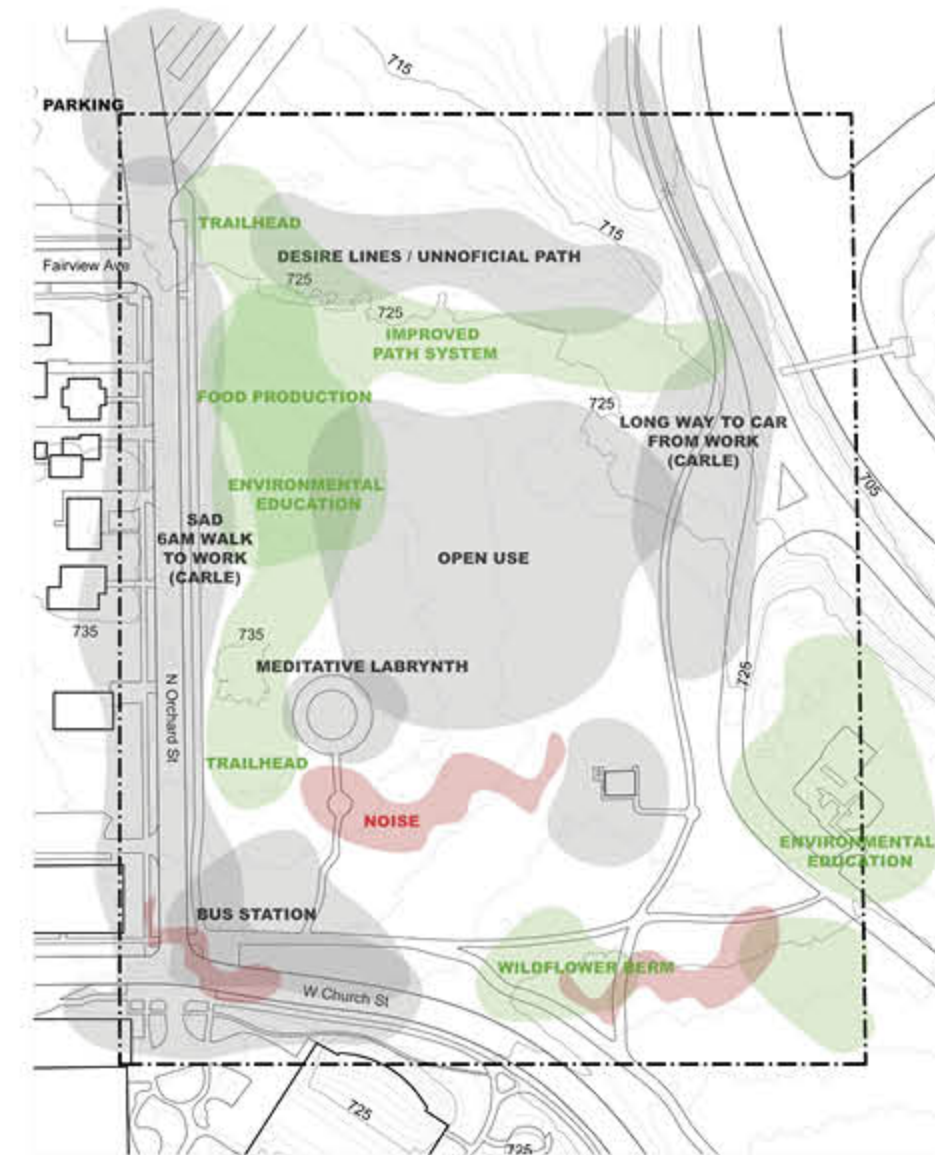 715
PARKING
TRAILHEAD
715
DESIRE LINES / UNNOFICIAL PATH
Fairview Ave
725
725
IMPROVED
PATH SYSTEM
FOOD PRODUCTION
725
LONG WAY TO CAR
FROM WORK
(CARLE)
705
ENVIRONMENTAL
EDUCATION
SAD
6AM WALK
TO WORK
(CARLE)
OPEN USE
735
735
MEDITATIVE LABRYNTH
725
N Orchard St
TRAILHEAD
NOISE
ENVIRONMENTAL
EDUCATION
BUS STATION
WILDFLOWER BERM
W Church St
725
725